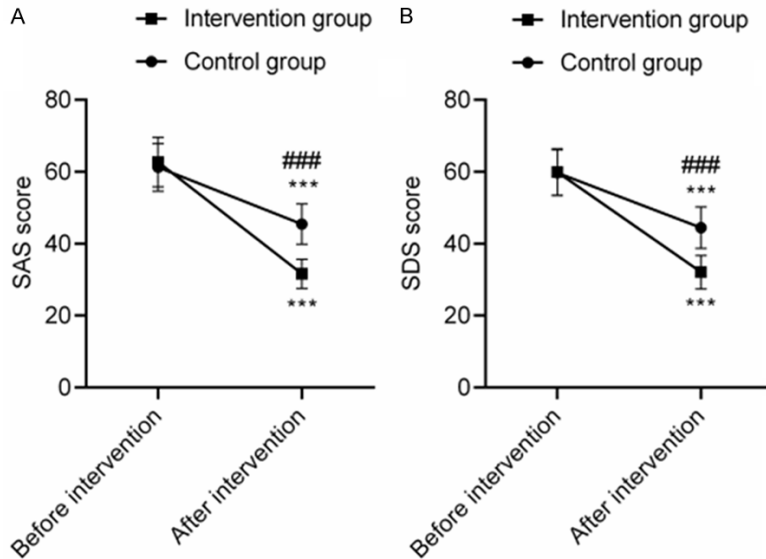 A
Intervention group
Control group
SAS score
80
60
40
20
0
###
***
***
Before intervention
After intervention
B
Intervention group
Control group
SDS score
80
60
40
20
0
###
***
***
Before intervention
After intervention